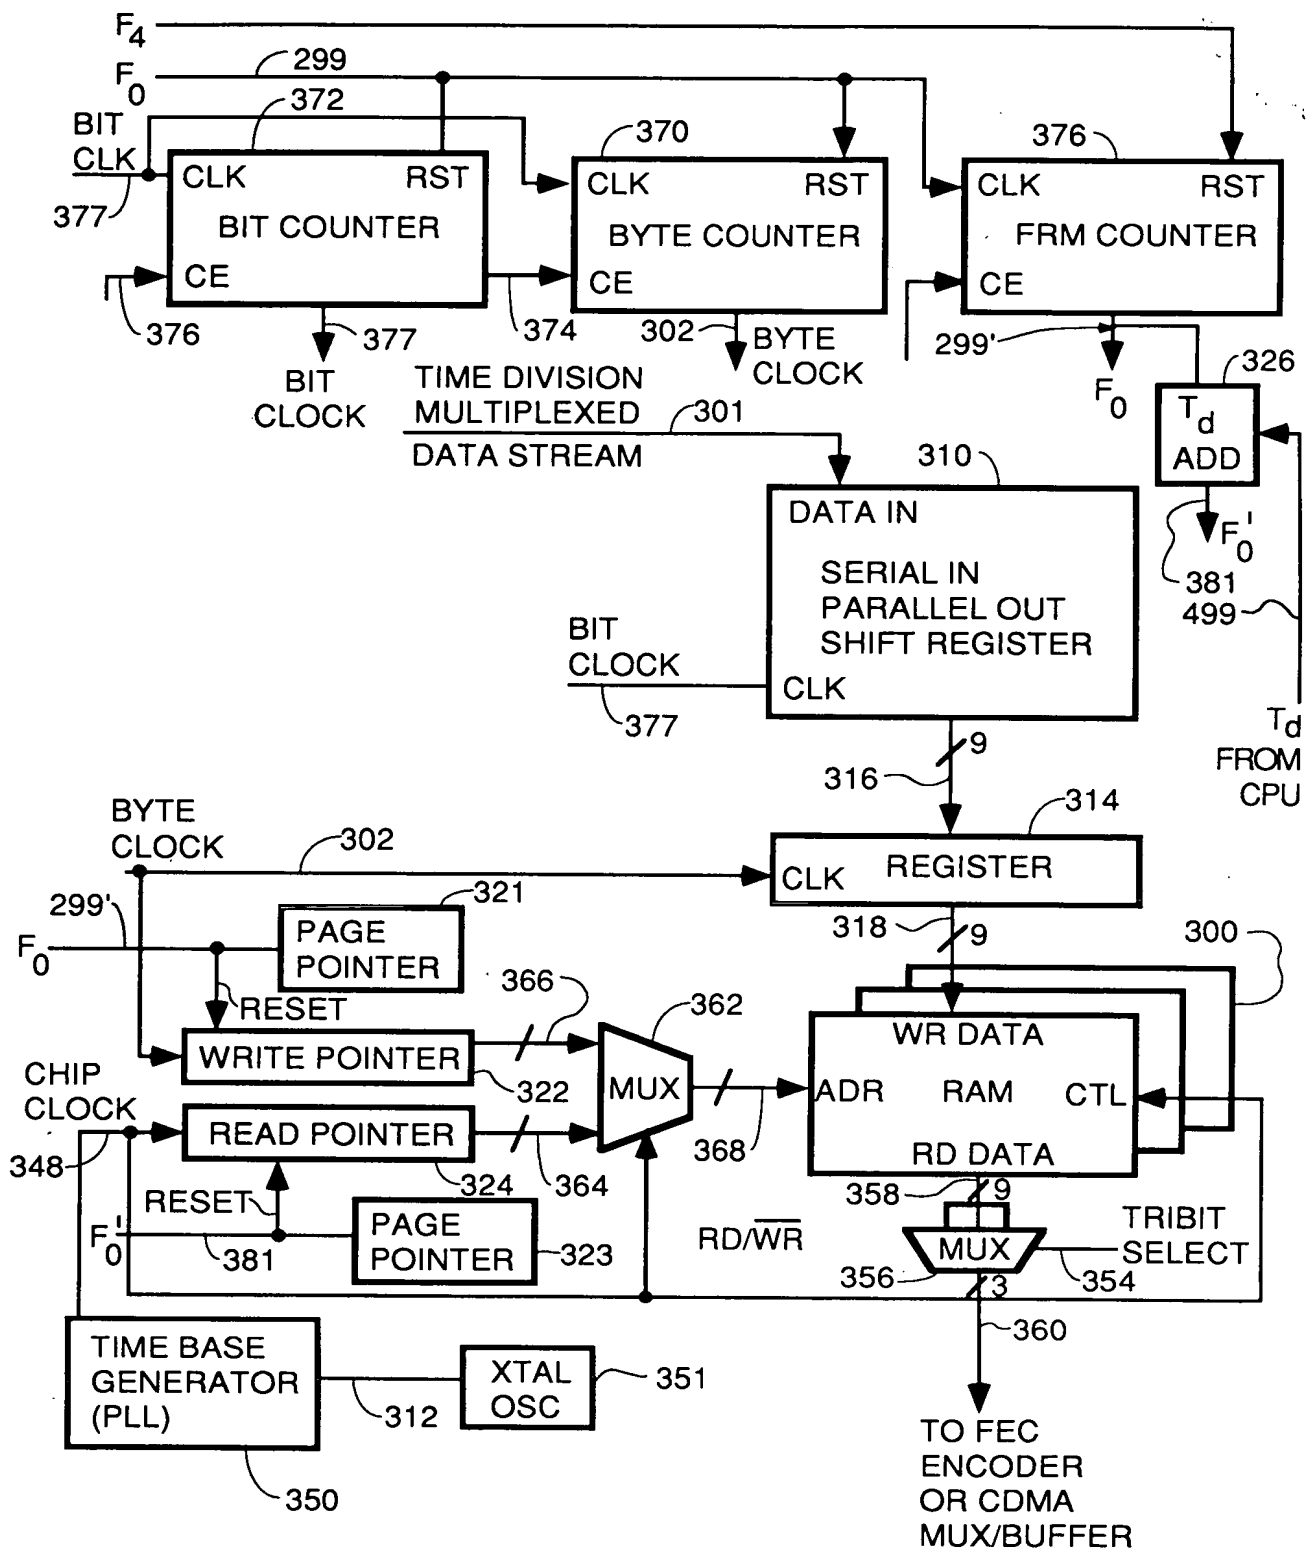 F4
F0
299
372
BIT
CLK
377
CLK
RST
BIT COUNTER
CE
376
377
BIT
CLOCK
374
370
CLK
RST
BYTE COUNTER
CE
302
BYTE
CLOCK
376
CLK
RST
FRM COUNTER
CE
299'
F0
326
Td
ADD
F0'
381
499
Td
FROM
CPU
TIME DIVISION
MULTIPLEXED
DATA STREAM
301
310
DATA IN
SERIAL IN
PARALLEL OUT
SHIFT REGISTER
CLK
BIT
CLOCK
377
9
316
314
REGISTER
CLK
BYTE
CLOCK
302
318
9
300
299'
F0
321
PAGE
POINTER
RESET
WRITE POINTER
322
366
362
MUX
CHIP
CLOCK
348
READ POINTER
324
364
368
WR DATA
ADR
RAM
CTL
RD DATA
RESET
F0'
381
PAGE
POINTER
323
RD/W̅R̅
358
9
MUX
356
TRIBIT
SELECT
354
3
360
TIME BASE
GENERATOR
(PLL)
350
312
XTAL
OSC
351
TO FEC
ENCODER
OR CDMA
MUX/BUFFER